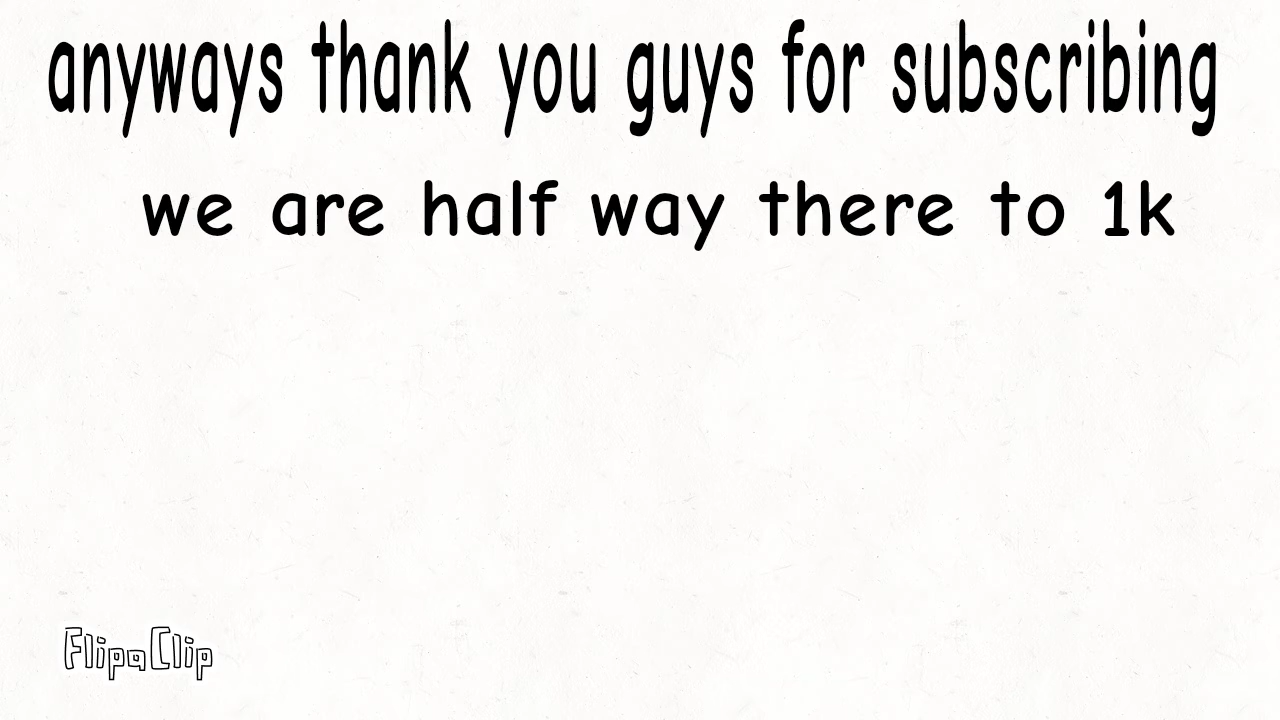 anyways thank you guys for subscribing
we are half way there to 1k
FlipaClip